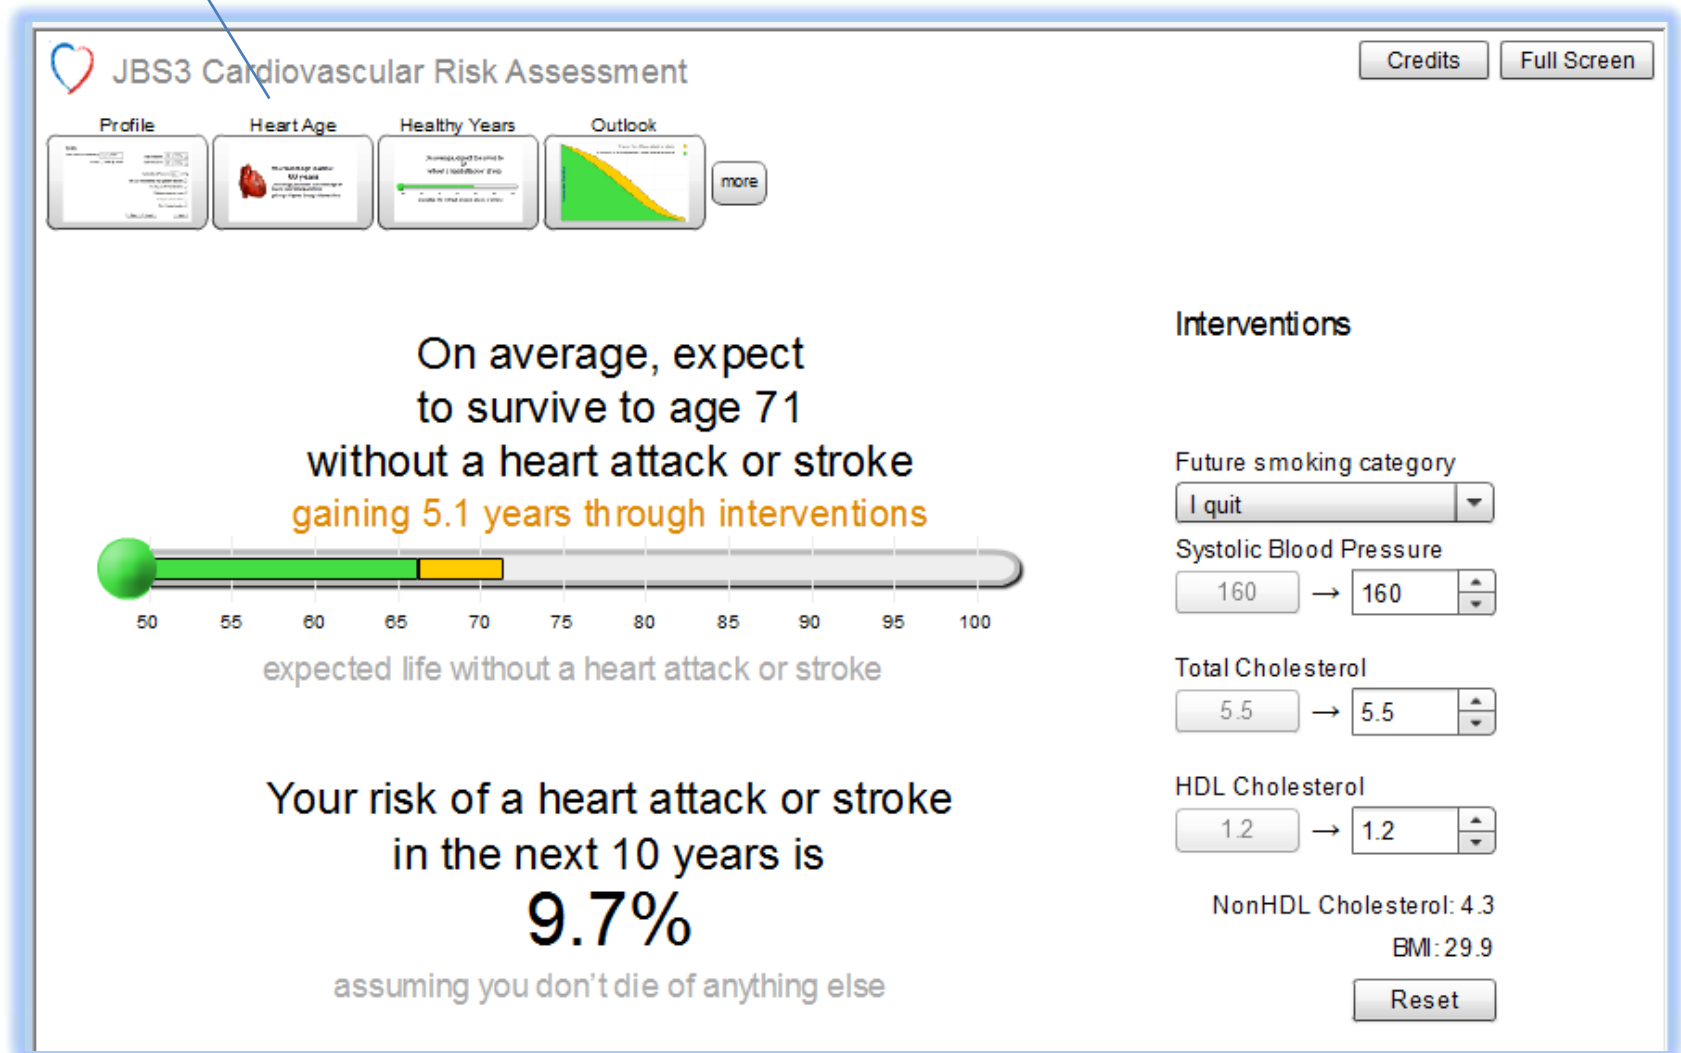 JBS3 Cardiovascular Risk Assessment
Credits
Full Screen
Profile
Heart Age
Healthy Years
Outlook
more
On average, expect
to survive to age 71
without a heart attack or stroke
gaining 5.1 years through interventions
50 55 60 65 70 75 80 85 90 95 100
expected life without a heart attack or stroke
Your risk of a heart attack or stroke
in the next 10 years is
9.7%
assuming you don't die of anything else
Interventions
Future smoking category
I quit
Systolic Blood Pressure
160 → 160
Total Cholesterol
5.5 → 5.5
HDL Cholesterol
1.2 → 1.2
NonHDL Cholesterol: 4.3
BMI: 29.9
Reset